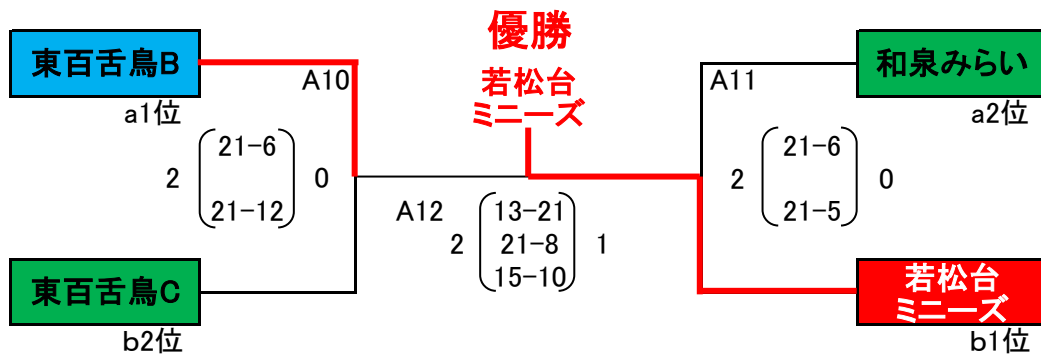 優勝
若松台
ミニーズ
東百舌鳥B
a1位
A10
2
21-6
21-12
0
東百舌鳥C
b2位
A12
2
13-21
21-8
15-10
1
和泉みらい
a2位
A11
2
21-6
21-5
0
若松台
ミニーズ
b1位